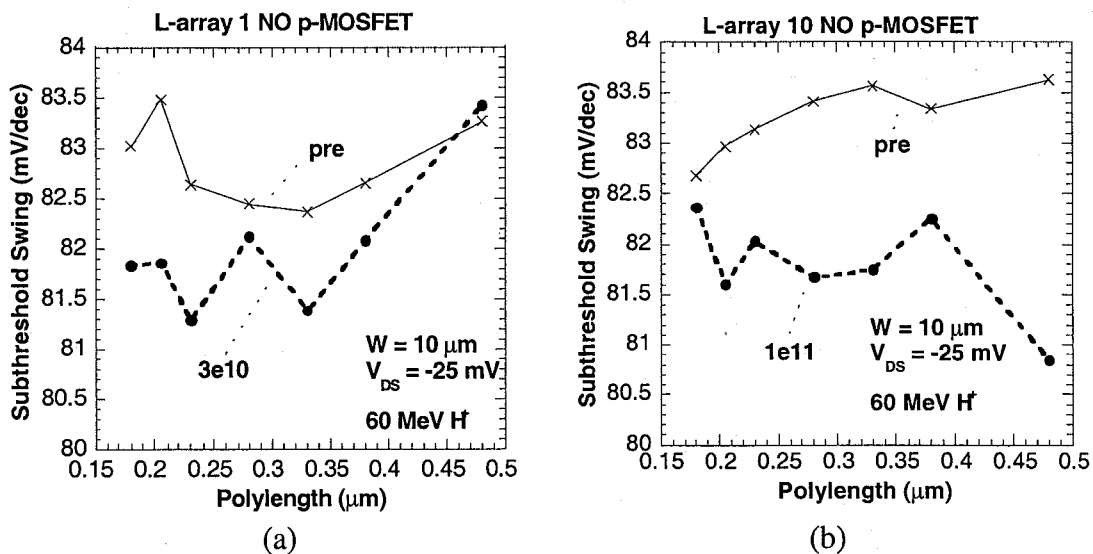 L-array 1 NO p-MOSFET
84
83.5
83
82.5
82
81.5
81
80.5
80
Subthreshold Swing (mV/dec)
pre
3e10
W = 10 µm
V_DS = -25 mV
60 MeV H⁺
0.15 0.2 0.25 0.3 0.35 0.4 0.45 0.5
Polylength (µm)
(a)
L-array 10 NO p-MOSFET
84
83.5
83
82.5
82
81.5
81
80.5
80
Subthreshold Swing (mV/dec)
pre
1e11
W = 10 µm
V_DS = -25 mV
60 MeV H⁺
0.15 0.2 0.25 0.3 0.35 0.4 0.45 0.5
Polylength (µm)
(b)